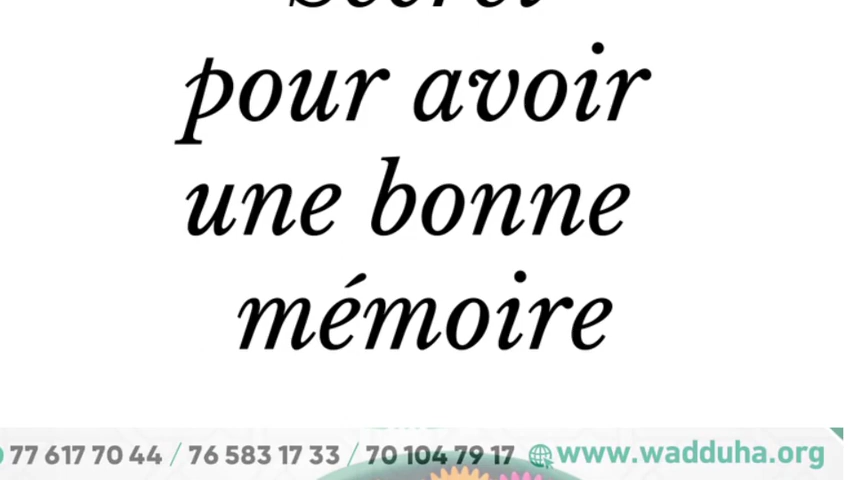 Secret
pour avoir
une bonne
mémoire
77 617 70 44 / 76 583 17 33 / 70 104 79 17 www.wadduha.org